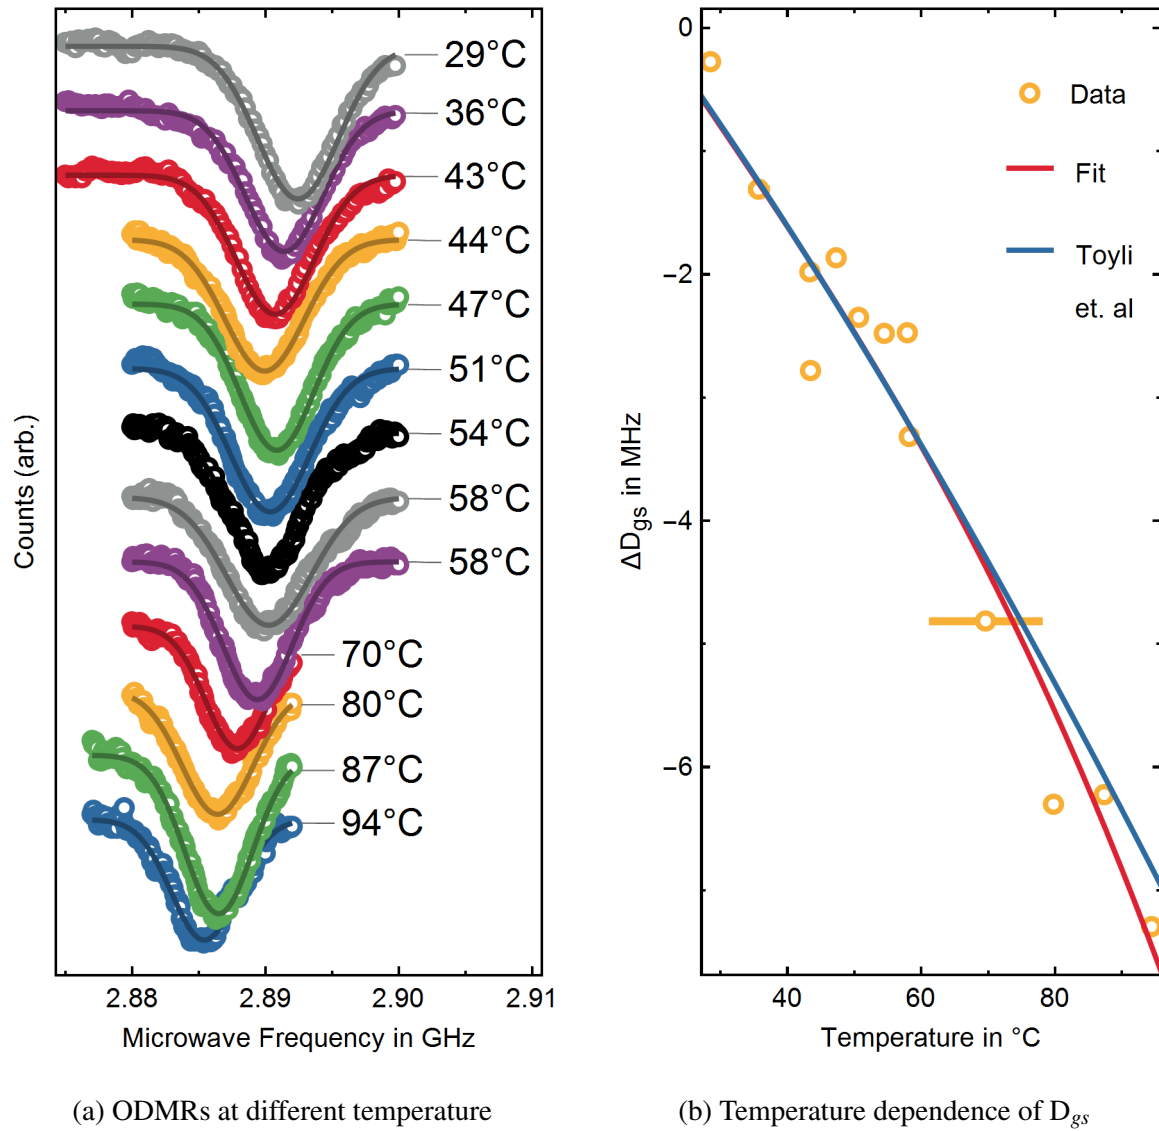 29°C
36°C
43°C
44°C
47°C
51°C
54°C
58°C
58°C
70°C
80°C
87°C
94°C
Counts (arb.)
2.88 2.89 2.90 2.91
Microwave Frequency in GHz
(a) ODMRs at different temperature
0
−2
−4
−6
ΔDgs in MHz
Data
Fit
Toyli
et. al
40 60 80
Temperature in °C
(b) Temperature dependence of Dgs